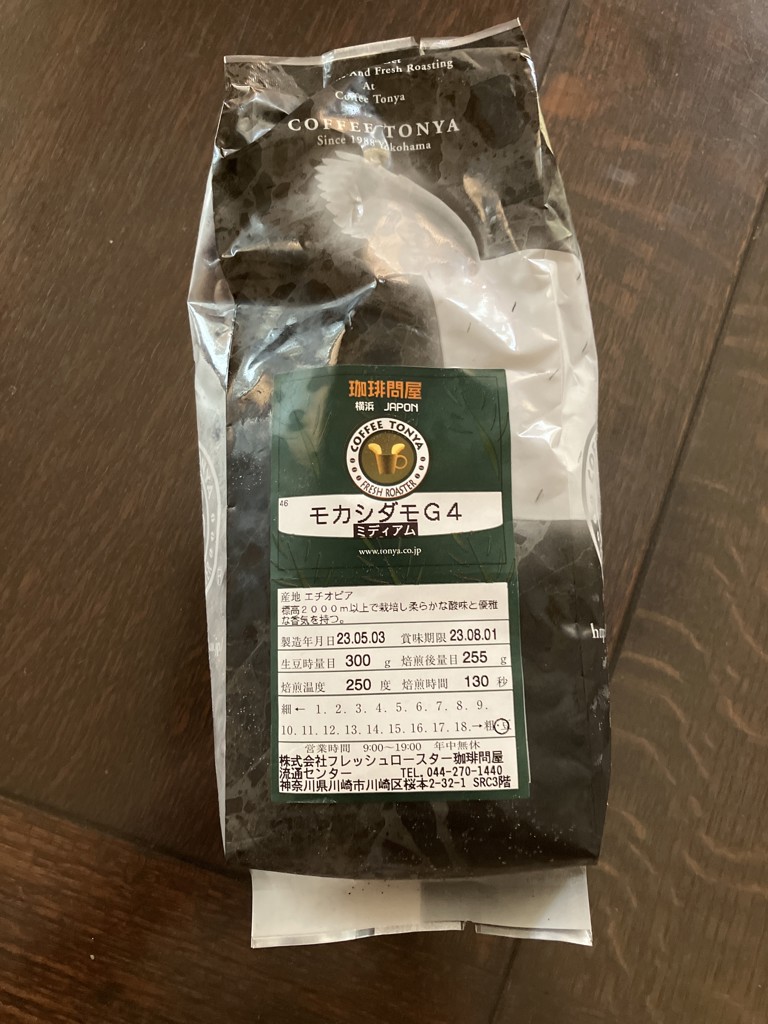 And Fresh Roasting
At
Coffee Tonya
COFFEE TONYA
Since 1988 Yokohama
珈琲問屋
横浜 JAPON
COFFEE TONYA
FRESH ROASTER
46
モカシダモG4
ミディアム
www.tonya.co.jp
産地 エチオピア
標高2000m以上で栽培し柔らかな酸味と優雅
な香気を持つ。
製造年月日 23.05.03 賞味期限 23.08.01
生豆時量目 300 g 焙煎後量目 255 g
焙煎温度 250 度 焙煎時間 130 秒
細← 1. 2. 3. 4. 5. 6. 7. 8. 9.
10. 11. 12. 13. 14. 15. 16. 17. 18.→粗
営業時間 9:00〜19:00 年中無休
株式会社フレッシュロースター珈琲問屋
流通センター TEL. 044-270-1440
神奈川県川崎市川崎区桜本2-32-1 SRC3階